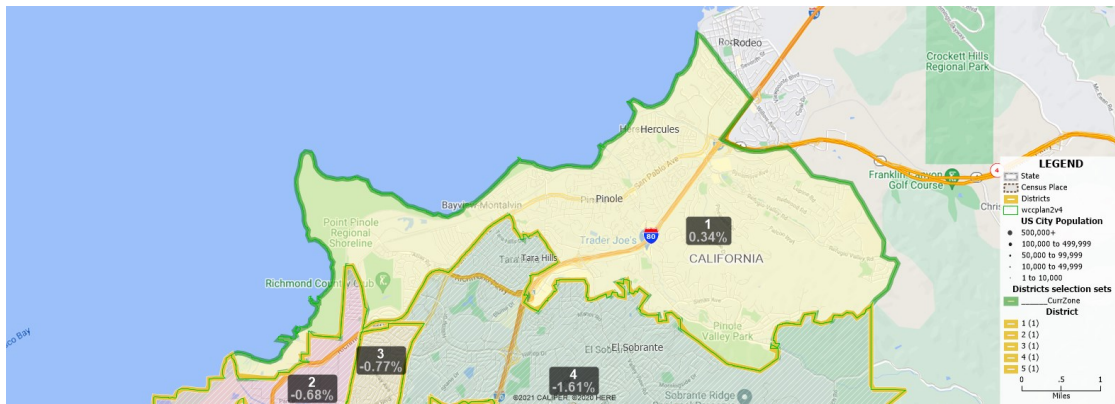 Rodeo
Crockett Hills
Regional Park
Hercules
San Pablo Ave
Pinole
Bayview Montalvin
Point Pinole
Regional
Shoreline
Richmond Country Club
Tara Hills
Trader Joe's
80
1
0.34%
CALIFORNIA
Franklin Canyon
Golf Course
4
Pinole
Valley Park
El Sobrante
Sobrante Ridge
2
-0.68%
3
-0.77%
4
-1.61%
©2021 CALIPER; ©2020 HERE
LEGEND
State
Census Place
Districts
wccplan2v4
US City Population
500,000+
100,000 to 499,999
50,000 to 99,999
10,000 to 49,999
1 to 10,000
Districts selection sets
______CurrZone
District
1 (1)
2 (1)
3 (1)
4 (1)
5 (1)
0 .5 1
Miles